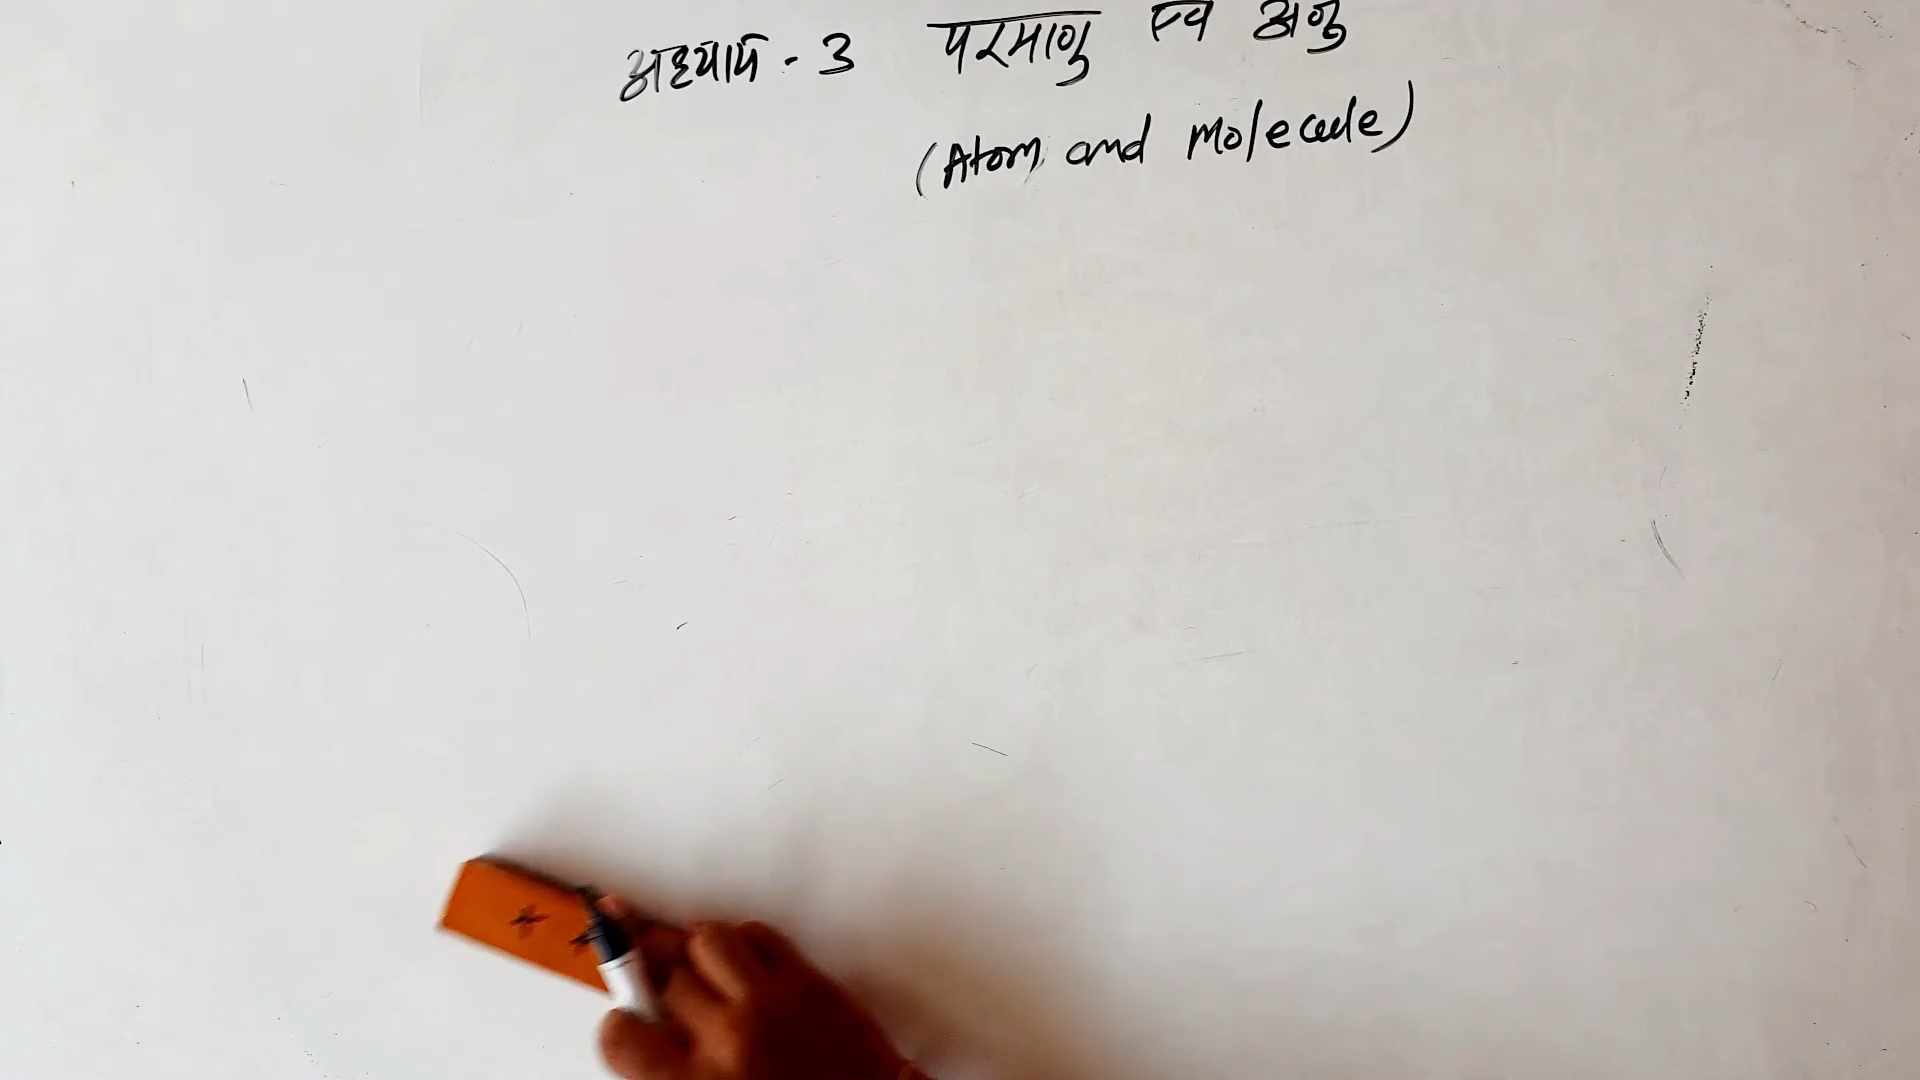 अध्याय - 3 परमाणु एवं अणु
(Atom and Molecule)